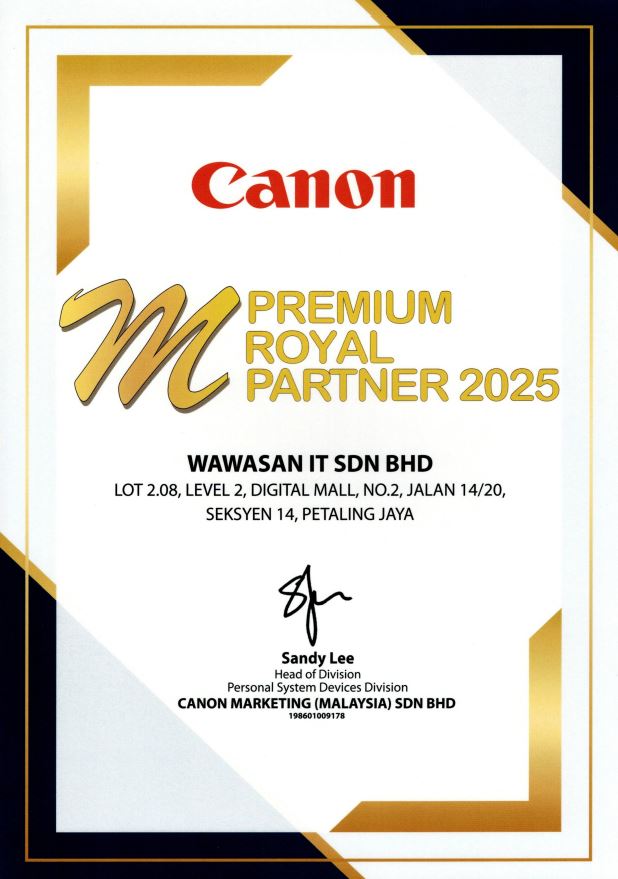 Canon
M PREMIUM
ROYAL
PARTNER 2025
WAWASAN IT SDN BHD
LOT 2.08, LEVEL 2, DIGITAL MALL, NO.2, JALAN 14/20,
SEKSYEN 14, PETALING JAYA
Sandy Lee
Head of Division
Personal System Devices Division
CANON MARKETING (MALAYSIA) SDN BHD
198601009178